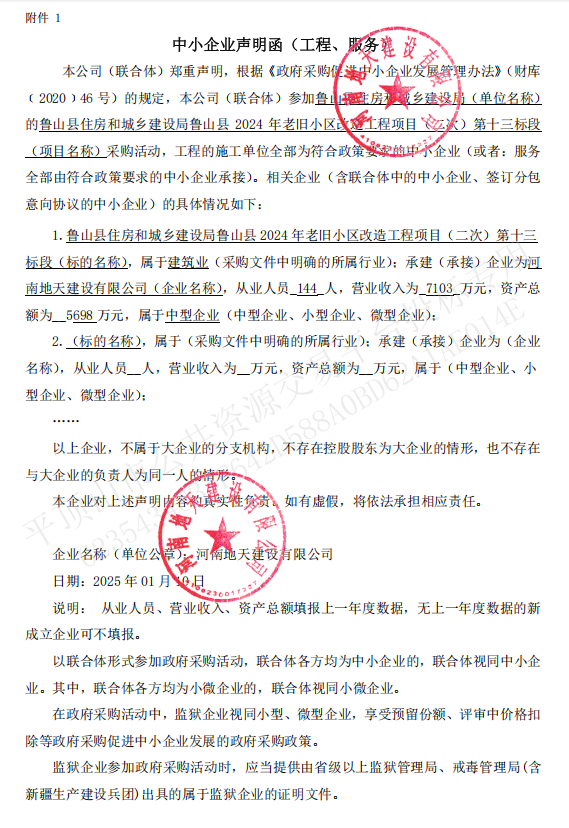 附件 1
中小企业声明函（工程、服务）
本公司（联合体）郑重声明，根据《政府采购促进中小企业发展管理办法》（财库
﹝2020﹞46 号）的规定，本公司（联合体）参加鲁山县住房和城乡建设局（单位名称）
的鲁山县住房和城乡建设局鲁山县 2024 年老旧小区改造工程项目（二次）第十三标段
（项目名称）采购活动，工程的施工单位全部为符合政策要求的中小企业（或者：服务
全部由符合政策要求的中小企业承接）。相关企业（含联合体中的中小企业、签订分包
意向协议的中小企业）的具体情况如下：
1.鲁山县住房和城乡建设局鲁山县 2024 年老旧小区改造工程项目（二次）第十三
标段（标的名称），属于建筑业（采购文件中明确的所属行业）；承建（承接）企业为河
南地天建设有限公司（企业名称），从业人员 144 人，营业收入为 7103 万元，资产总
额为__5698 万元，属于中型企业（中型企业、小型企业、微型企业）；
2.（标的名称），属于（采购文件中明确的所属行业）；承建（承接）企业为（企业
名称），从业人员__人，营业收入为__万元，资产总额为__万元，属于（中型企业、小
型企业、微型企业）；
……
以上企业，不属于大企业的分支机构，不存在控股股东为大企业的情形，也不存在
与大企业的负责人为同一人的情形。
本企业对上述声明内容的真实性负责。如有虚假，将依法承担相应责任。
企业名称（单位公章）：河南地天建设有限公司
日期：2025 年 01 月 10 日
说明： 从业人员、营业收入、资产总额填报上一年度数据，无上一年度数据的新
成立企业可不填报。
以联合体形式参加政府采购活动，联合体各方均为中小企业的，联合体视同中小企
业。其中，联合体各方均为小微企业的，联合体视同小微企业。
在政府采购活动中，监狱企业视同小型、微型企业，享受预留份额、评审中价格扣
除等政府采购促进中小企业发展的政府采购政策。
监狱企业参加政府采购活动时，应当提供由省级以上监狱管理局、戒毒管理局(含
新疆生产建设兵团)出具的属于监狱企业的证明文件。
河南地天建设有限公司
河南地天建设有限公司